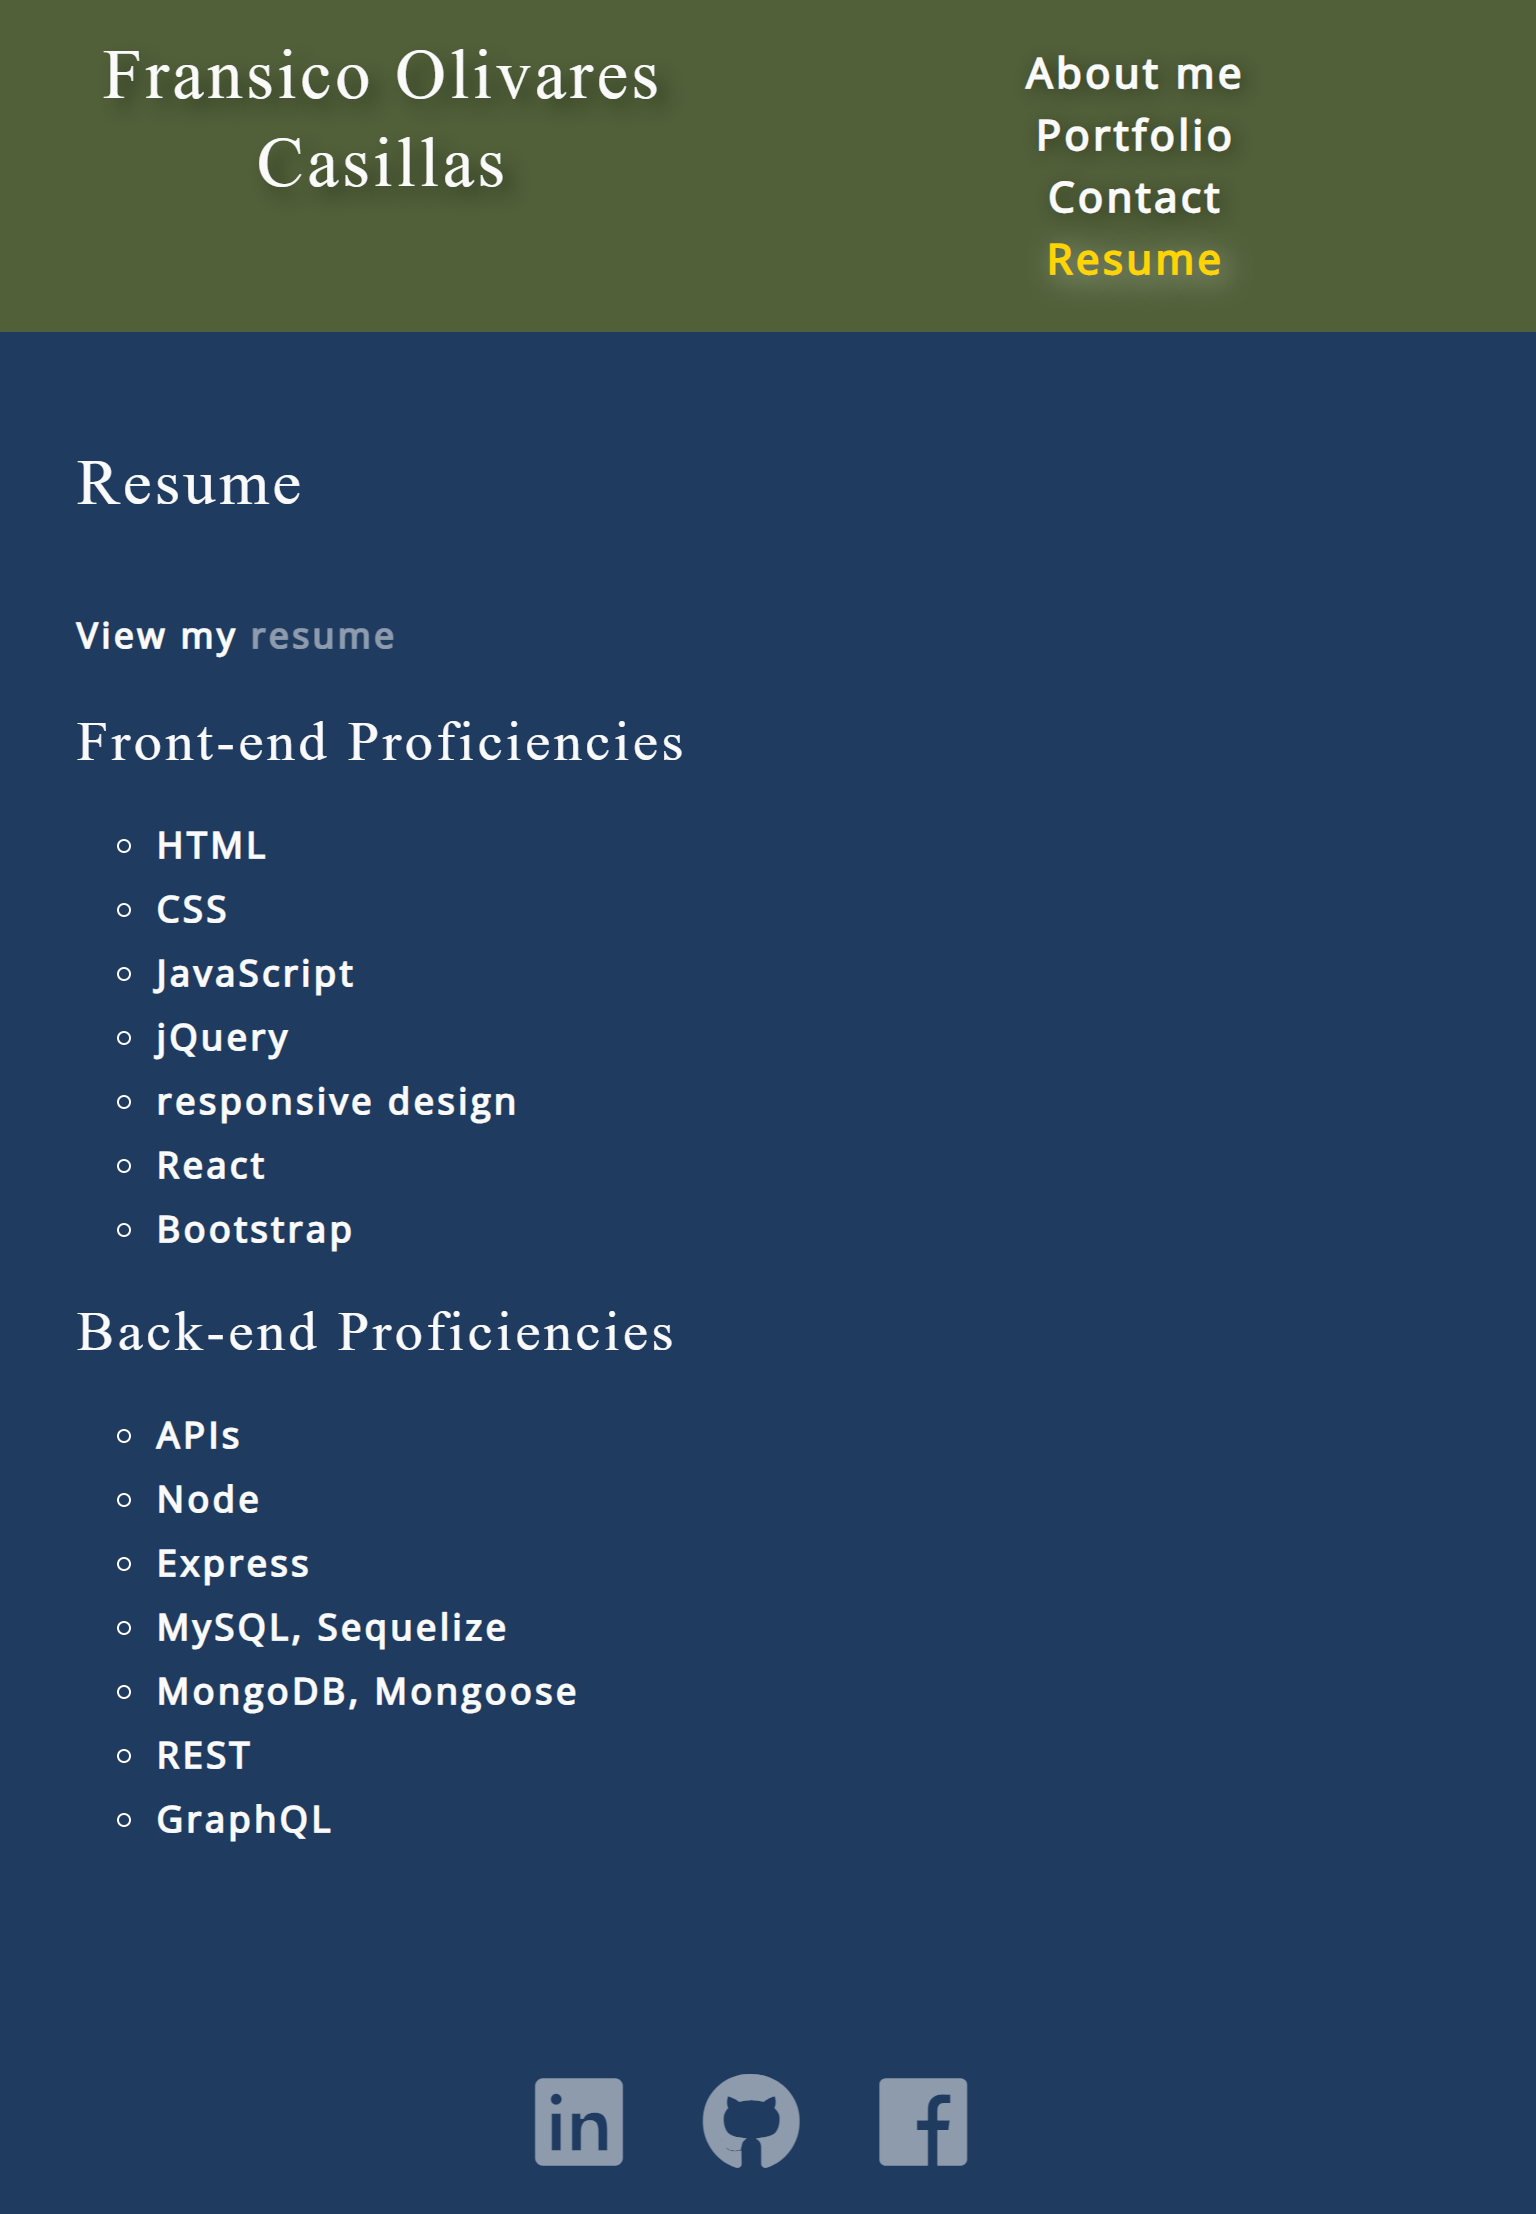 Fransico Olivares
Casillas
About me
Portfolio
Contact
Resume
Resume
View my resume
Front-end Proficiencies
HTML
CSS
JavaScript
jQuery
responsive design
React
Bootstrap
Back-end Proficiencies
APIs
Node
Express
MySQL, Sequelize
MongoDB, Mongoose
REST
GraphQL
in
f